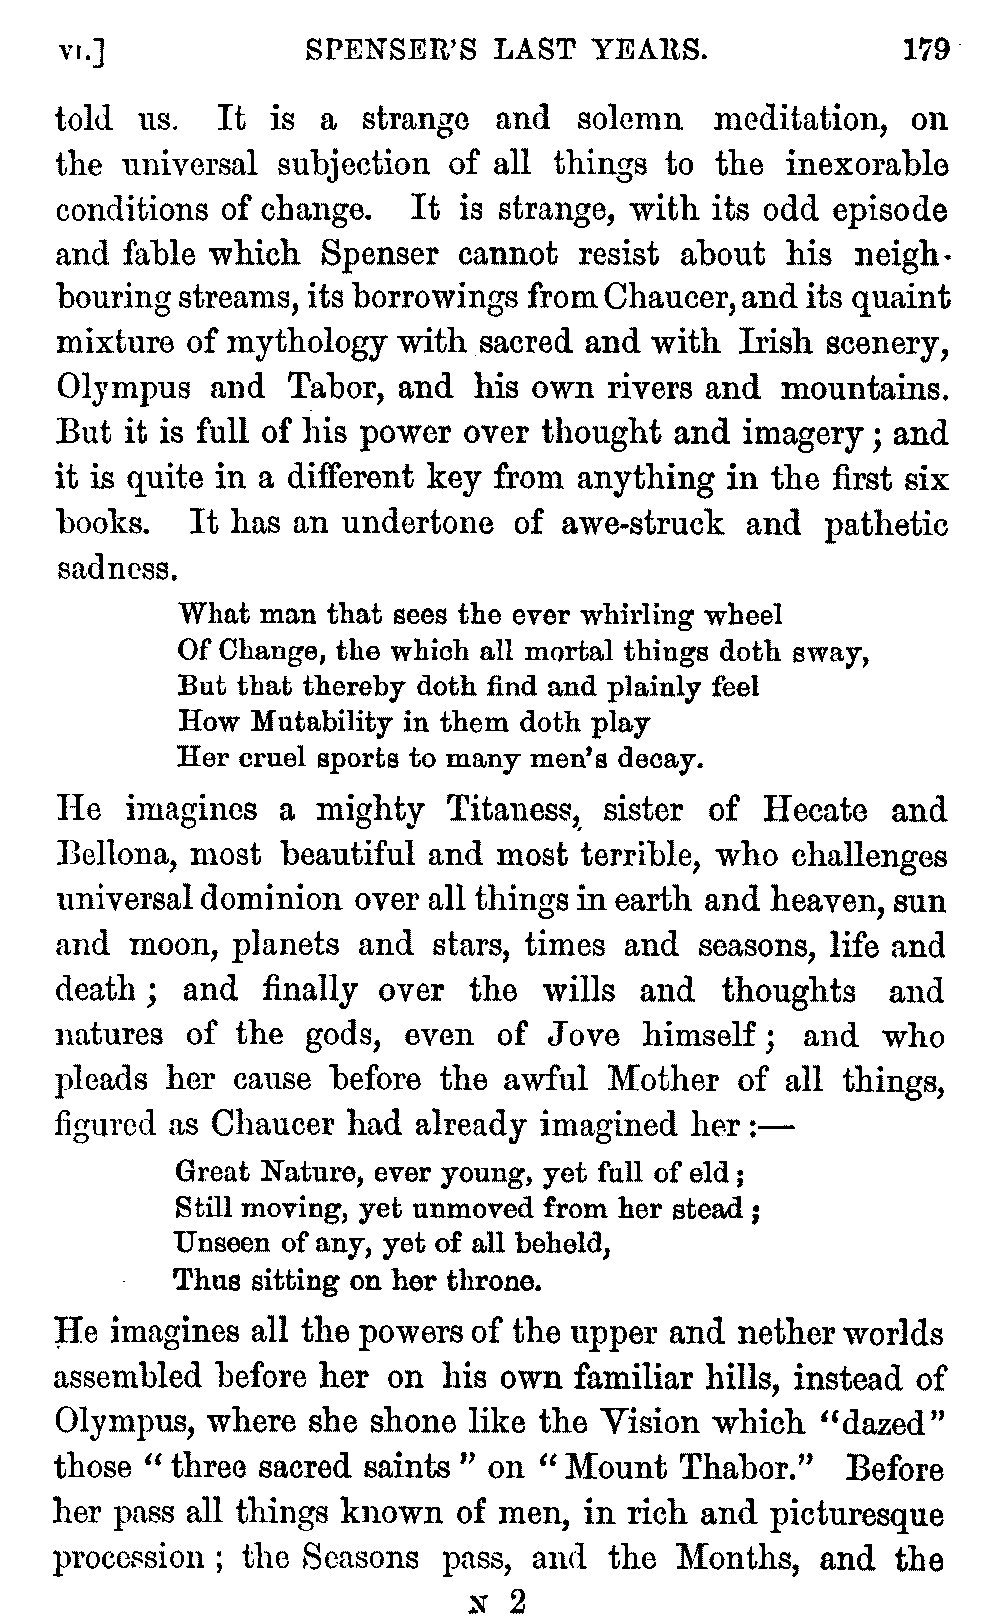 VI.] SPENSER'S LAST YEARS. 179
told us. It is a strange and solemn meditation, on
the universal subjection of all things to the inexorable
conditions of change. It is strange, with its odd episode
and fable which Spenser cannot resist about his neigh-
bouring streams, its borrowings from Chaucer, and its quaint
mixture of mythology with sacred and with Irish scenery,
Olympus and Tabor, and his own rivers and mountains.
But it is full of his power over thought and imagery; and
it is quite in a different key from anything in the first six
books. It has an undertone of awe-struck and pathetic
sadness.
What man that sees the ever whirling wheel
Of Change, the which all mortal things doth sway,
But that thereby doth find and plainly feel
How Mutability in them doth play
Her cruel sports to many men's decay.
He imagines a mighty Titaness, sister of Hecate and
Bellona, most beautiful and most terrible, who challenges
universal dominion over all things in earth and heaven, sun
and moon, planets and stars, times and seasons, life and
death; and finally over the wills and thoughts and
natures of the gods, even of Jove himself; and who
pleads her cause before the awful Mother of all things,
figured as Chaucer had already imagined her:—
Great Nature, ever young, yet full of eld;
Still moving, yet unmoved from her stead;
Unseen of any, yet of all beheld,
Thus sitting on her throne.
He imagines all the powers of the upper and nether worlds
assembled before her on his own familiar hills, instead of
Olympus, where she shone like the Vision which "dazed"
those "three sacred saints" on "Mount Thabor." Before
her pass all things known of men, in rich and picturesque
procession; the Seasons pass, and the Months, and the
N 2